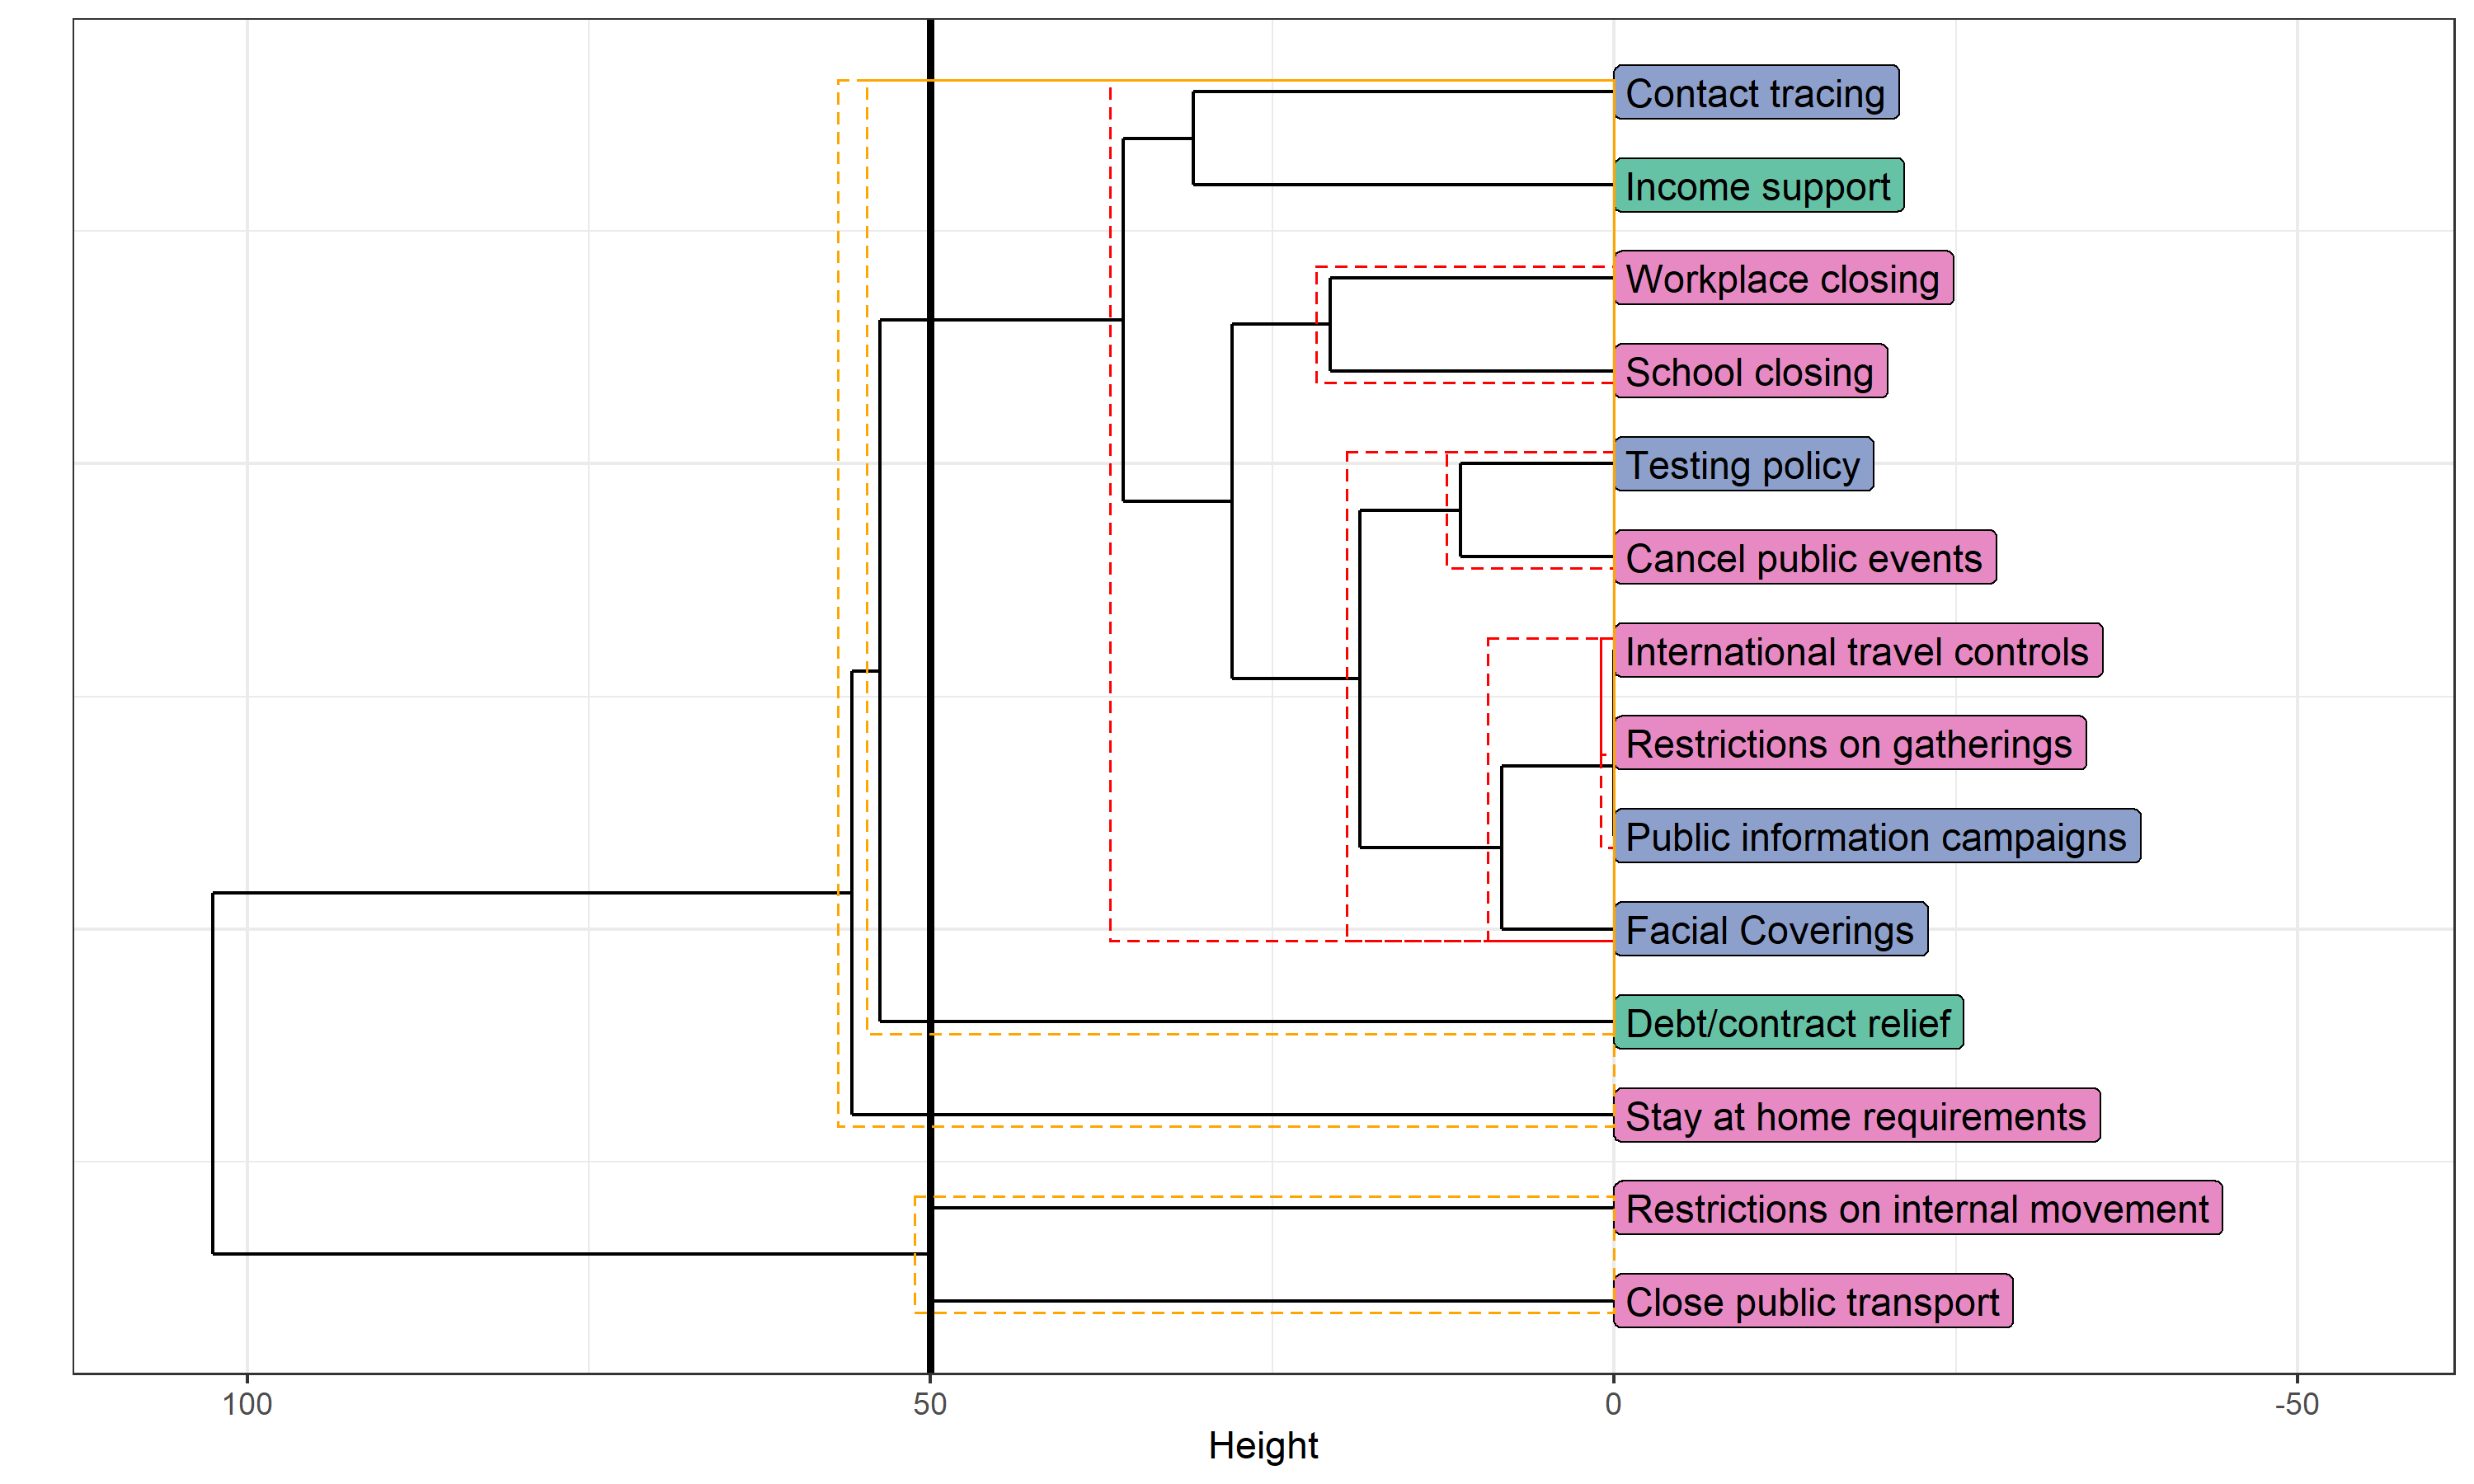 Contact tracing
Income support
Workplace closing
School closing
Testing policy
Cancel public events
International travel controls
Restrictions on gatherings
Public information campaigns
Facial Coverings
Debt/contract relief
Stay at home requirements
Restrictions on internal movement
Close public transport
100 50 0 -50
Height